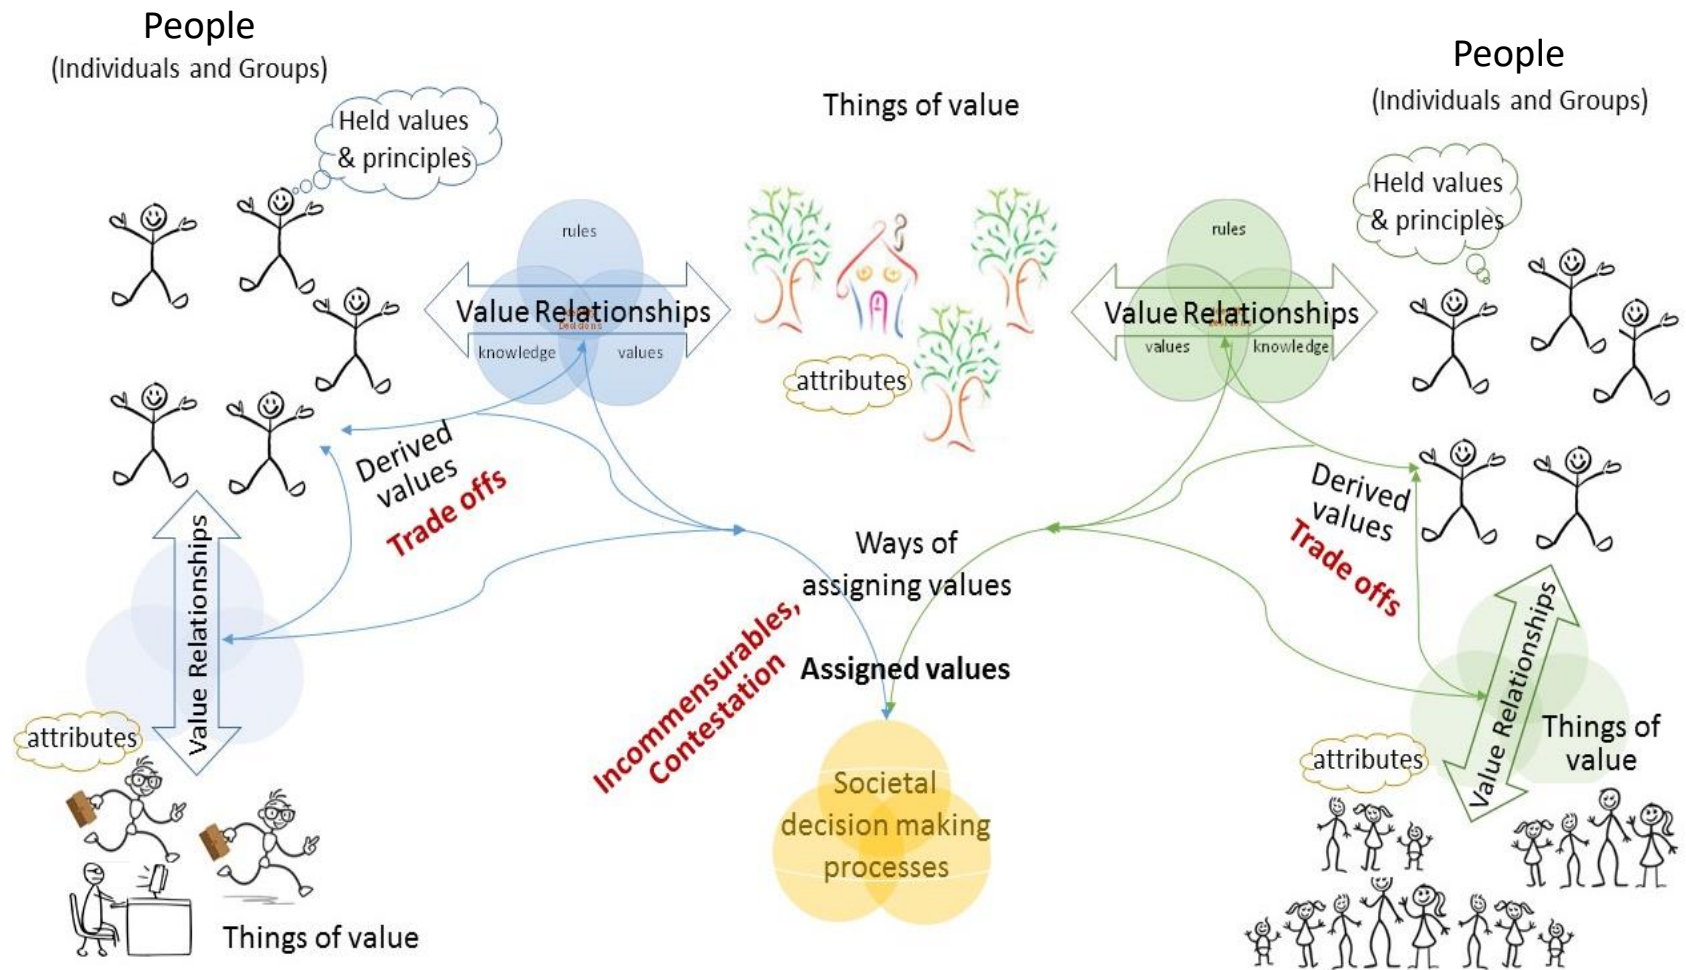 People
(Individuals and Groups)
Held values
& principles
Things of value
People
(Individuals and Groups)
Held values
& principles
rules
Value Relationships
Decisions
knowledge
values
attributes
rules
Value Relationships
values
knowledge
Derived
values
Trade offs
Derived
values
Trade offs
Ways of
assigning values
Incommensurables,
Contestation
Assigned values
Value Relationships
attributes
Things of value
Societal
decision making
processes
Value Relationships
Things of
value
attributes